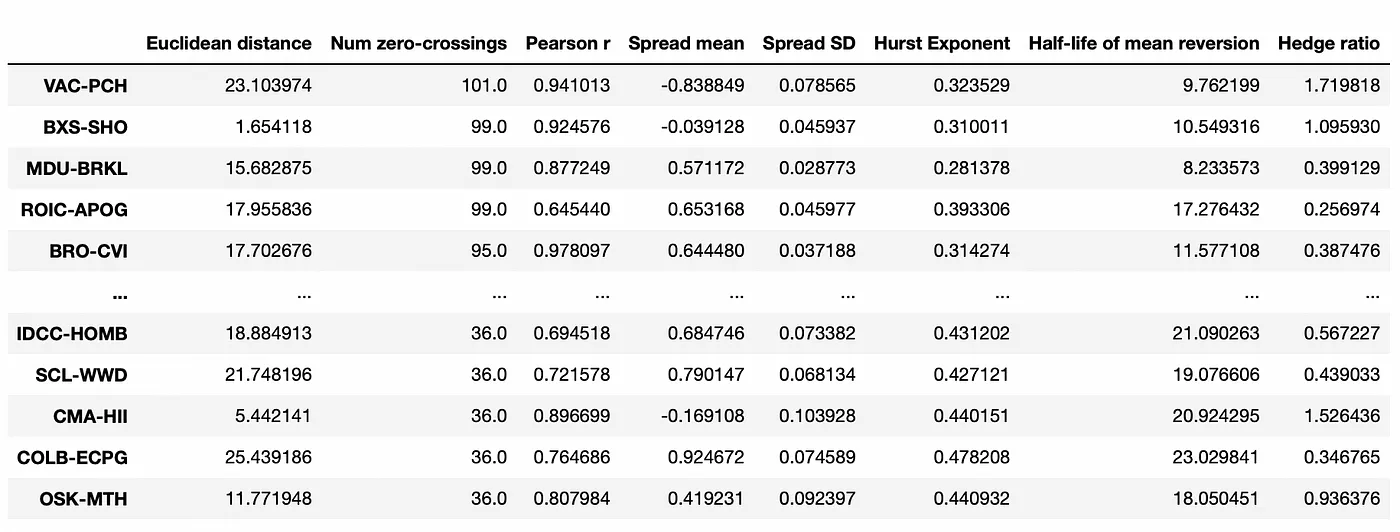 Euclidean distance Num zero-crossings Pearson r Spread mean Spread SD Hurst Exponent Half-life of mean reversion Hedge ratio
VAC-PCH 23.103974 101.0 0.941013 -0.838849 0.078565 0.323529 9.762199 1.719818
BXS-SHO 1.654118 99.0 0.924576 -0.039128 0.045937 0.310011 10.549316 1.095930
MDU-BRKL 15.682875 99.0 0.877249 0.571172 0.028773 0.281378 8.233573 0.399129
ROIC-APOG 17.955836 99.0 0.645440 0.653168 0.045977 0.393306 17.276432 0.256974
BRO-CVI 17.702676 95.0 0.978097 0.644480 0.037188 0.314274 11.577108 0.387476
... ... ... ... ... ... ... ... ...
IDCC-HOMB 18.884913 36.0 0.694518 0.684746 0.073382 0.431202 21.090263 0.567227
SCL-WWD 21.748196 36.0 0.721578 0.790147 0.068134 0.427121 19.076606 0.439033
CMA-HII 5.442141 36.0 0.896699 -0.169108 0.103928 0.440151 20.924295 1.526436
COLB-ECPG 25.439186 36.0 0.764686 0.924672 0.074589 0.478208 23.029841 0.346765
OSK-MTH 11.771948 36.0 0.807984 0.419231 0.092397 0.440932 18.050451 0.936376